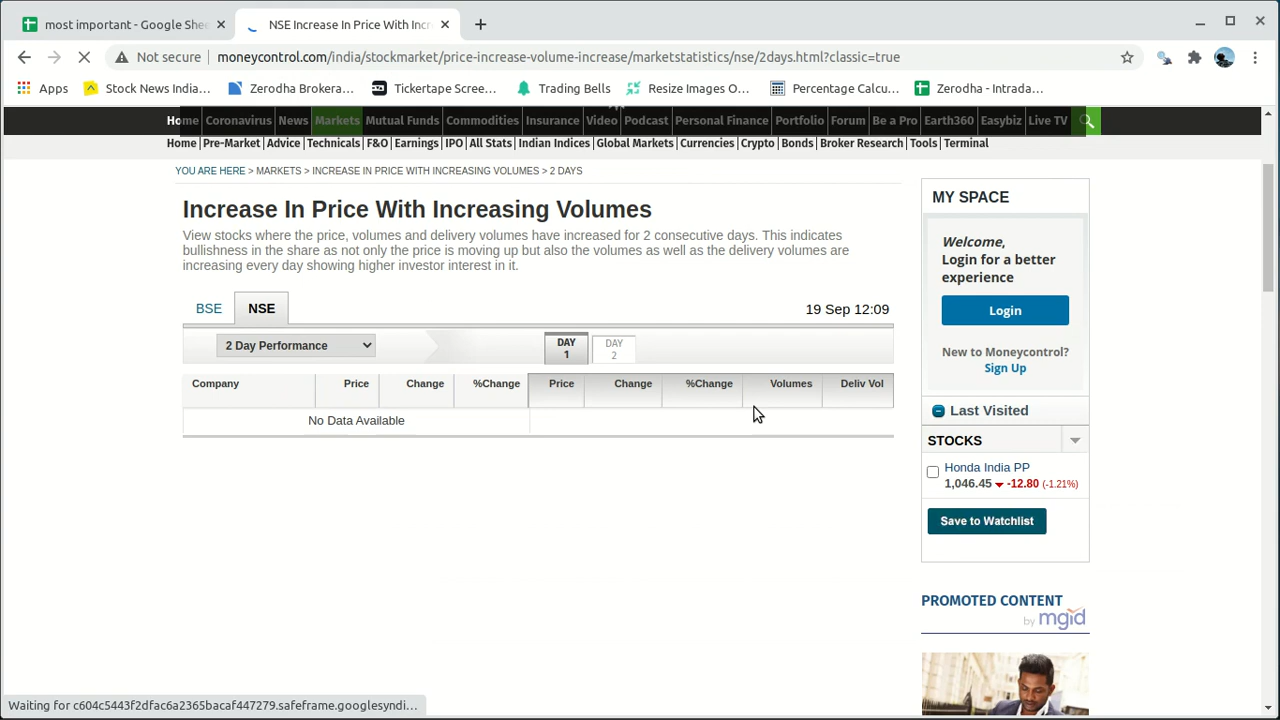 most important - Google Shee
NSE Increase In Price With Incr
Not secure
moneycontrol.com/india/stockmarket/price-increase-volume-increase/marketstatistics/nse/2days.html?classic=true
Apps
Stock News India...
Zerodha Brokera...
Tickertape Scree...
Trading Bells
Resize Images O...
Percentage Calcu...
Zerodha - Intrada...
Home Coronavirus News Markets Mutual Funds Commodities Insurance Video Podcast Personal Finance Portfolio Forum Be a Pro Earth360 Easybiz Live TV
Home | Pre-Market | Advice | Technicals | F&O | Earnings | IPO | All Stats | Indian Indices | Global Markets | Currencies | Crypto | Bonds | Broker Research | Tools | Terminal
YOU ARE HERE > MARKETS > INCREASE IN PRICE WITH INCREASING VOLUMES > 2 DAYS
Increase In Price With Increasing Volumes
View stocks where the price, volumes and delivery volumes have increased for 2 consecutive days. This indicates
bullishness in the share as not only the price is moving up but also the volumes as well as the delivery volumes are
increasing every day showing higher investor interest in it.
BSE
NSE
19 Sep 12:09
2 Day Performance
DAY
1
DAY
2
Company Price Change %Change Price Change %Change Volumes Deliv Vol
No Data Available
MY SPACE
Welcome,
Login for a better
experience
Login
New to Moneycontrol?
Sign Up
Last Visited
STOCKS
Honda India PP
1,046.45 -12.80 (-1.21%)
Save to Watchlist
PROMOTED CONTENT
by mgid
Waiting for c604c5443f2dfac6a2365bacaf447279.safeframe.googlesyndi...